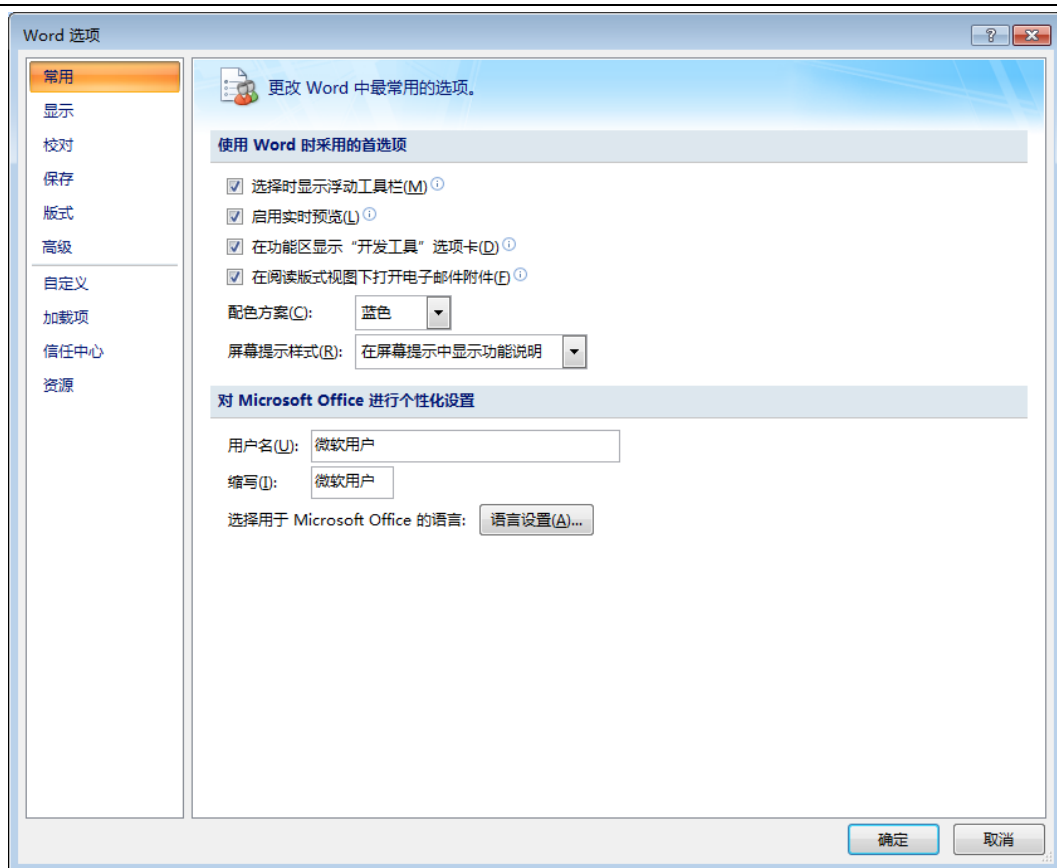 Word 选项
常用
显示
校对
保存
版式
高级
自定义
加载项
信任中心
资源
更改 Word 中最常用的选项。
使用 Word 时采用的首选项
选择时显示浮动工具栏(M)
启用实时预览(L)
在功能区显示“开发工具”选项卡(D)
在阅读版式视图下打开电子邮件附件(F)
配色方案(C): 蓝色
屏幕提示样式(R): 在屏幕提示中显示功能说明
对 Microsoft Office 进行个性化设置
用户名(U): 微软用户
缩写(I): 微软用户
选择用于 Microsoft Office 的语言: 语言设置(A)...
确定 取消